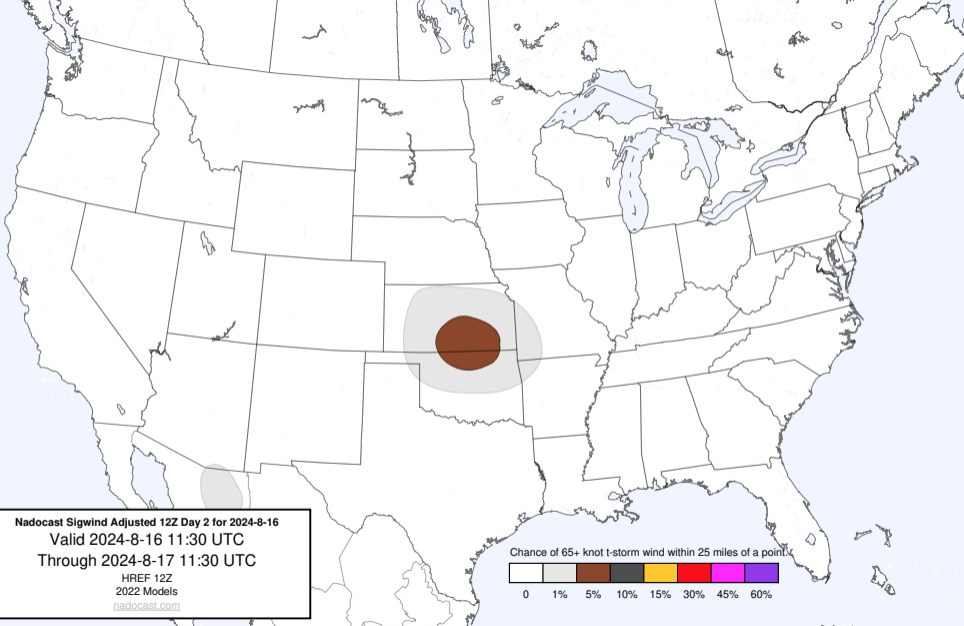 Nadocast Sigwind Adjusted 12Z Day 2 for 2024-8-16
Valid 2024-8-16 11:30 UTC
Through 2024-8-17 11:30 UTC
HREF 12Z
2022 Models
nadocast.com
Chance of 65+ knot t-storm wind within 25 miles of a point.
0 1% 5% 10% 15% 30% 45% 60%